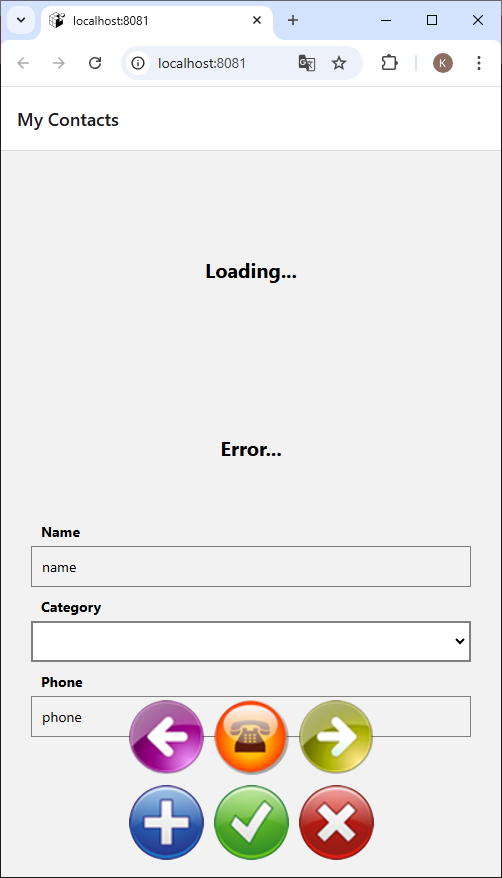 localhost:8081
localhost:8081
K
My Contacts
Loading...
Error...
Name
name
Category
Phone
phone